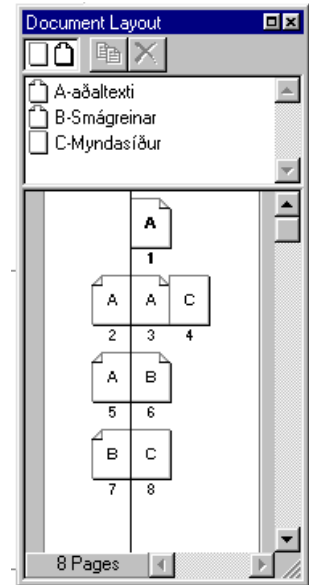 Document Layout
A-aðaltexti
B-Smágreinar
C-Myndasíður
A
1
A A C
2 3 4
A B
5 6
B C
7 8
8 Pages